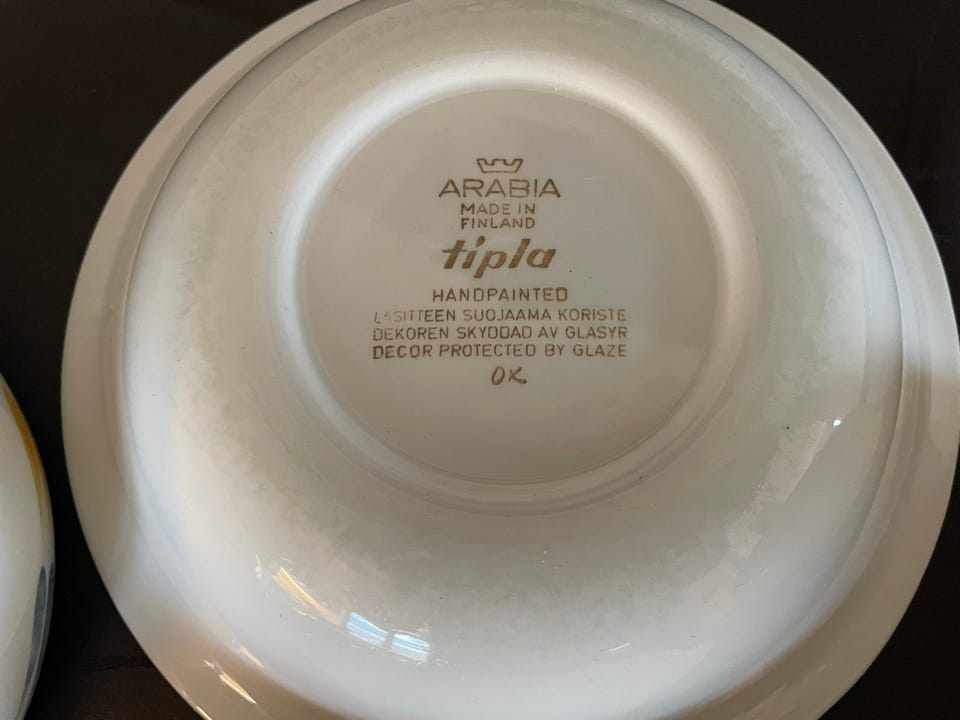 ARABIA
MADE IN
FINLAND
tipla
HANDPAINTED
LASITTEEN SUOJAAMA KORISTE
DEKOREN SKYDDAD AV GLASYR
DECOR PROTECTED BY GLAZE
OK